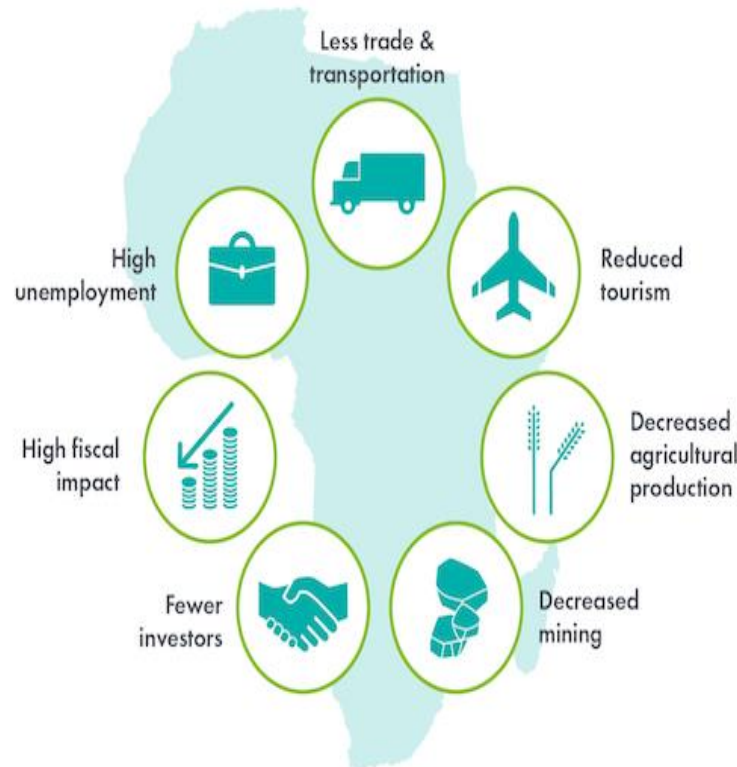 Less trade &
transportation
Reduced
tourism
Decreased
agricultural
production
Decreased
mining
Fewer
investors
High fiscal
impact
High
unemployment